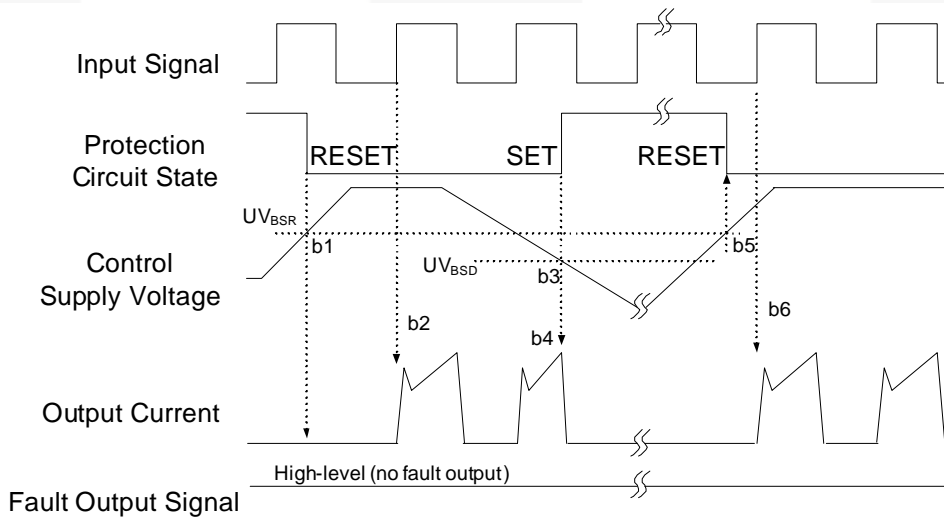 Input Signal
Protection
Circuit State
RESET
SET
RESET
UVBSR
b1
b5
Control
Supply Voltage
UVBSD
b3
b2
b4
b6
Output Current
High-level (no fault output)
Fault Output Signal